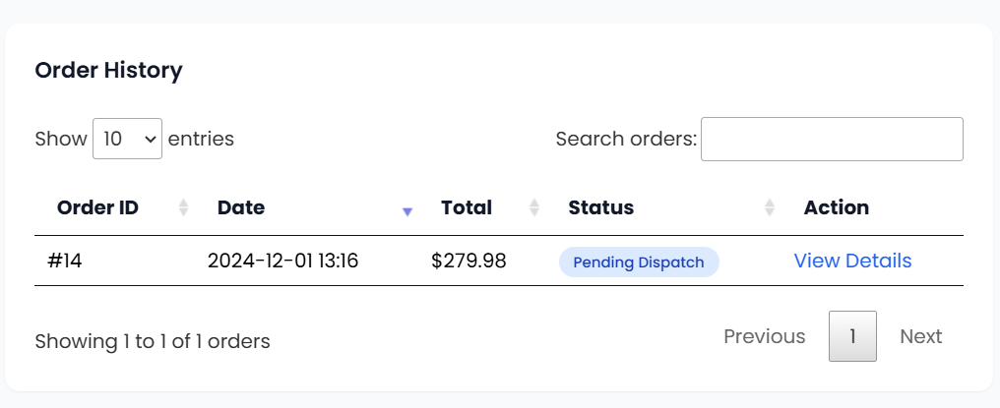 Order History
Show 10 entries Search orders:
Order ID Date Total Status Action
#14 2024-12-01 13:16 $279.98 Pending Dispatch View Details
Showing 1 to 1 of 1 orders Previous 1 Next